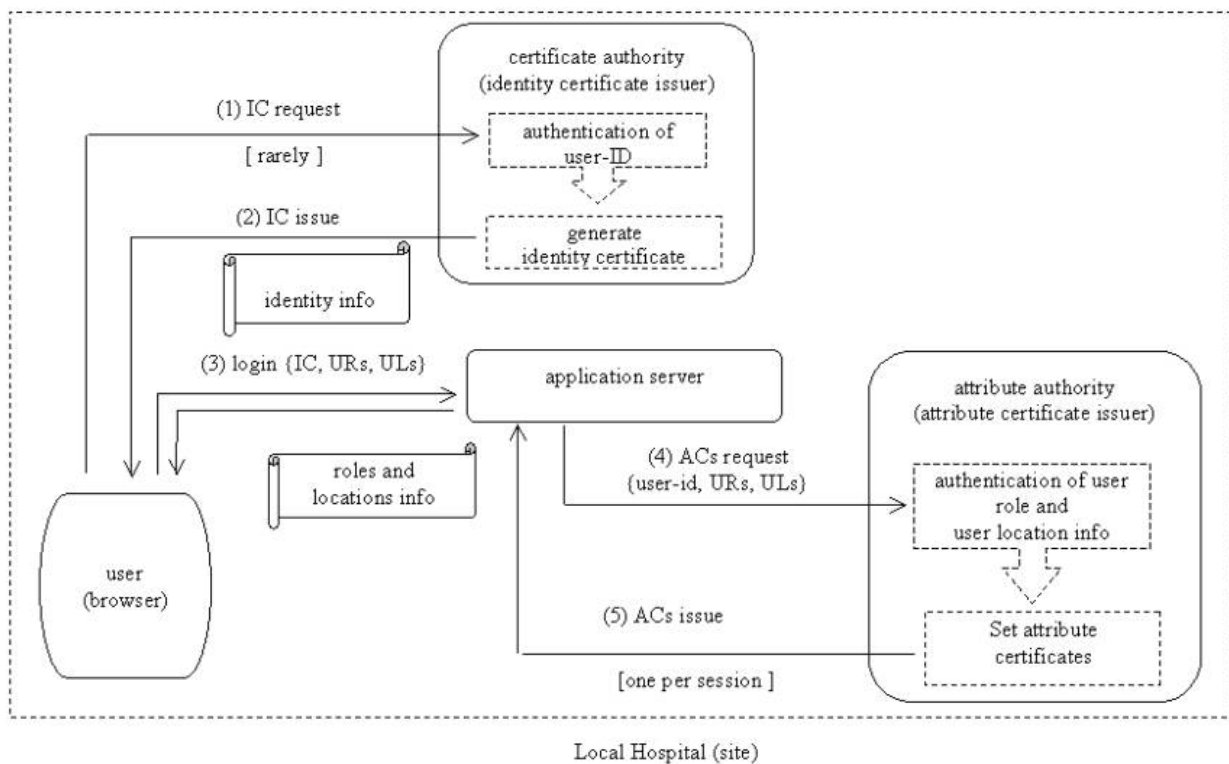 certificate authority
(identity certificate issuer)
(1) IC request
authentication of
user-ID
[ rarely ]
(2) IC issue
generate
identity certificate
identity info
(3) login {IC, URs, ULs}
application server
attribute authority
(attribute certificate issuer)
roles and
locations info
(4) ACs request
{user-id, URs, ULs}
authentication of user
role and
user location info
user
(browser)
(5) ACs issue
Set attribute
certificates
[one per session ]
Local Hospital (site)